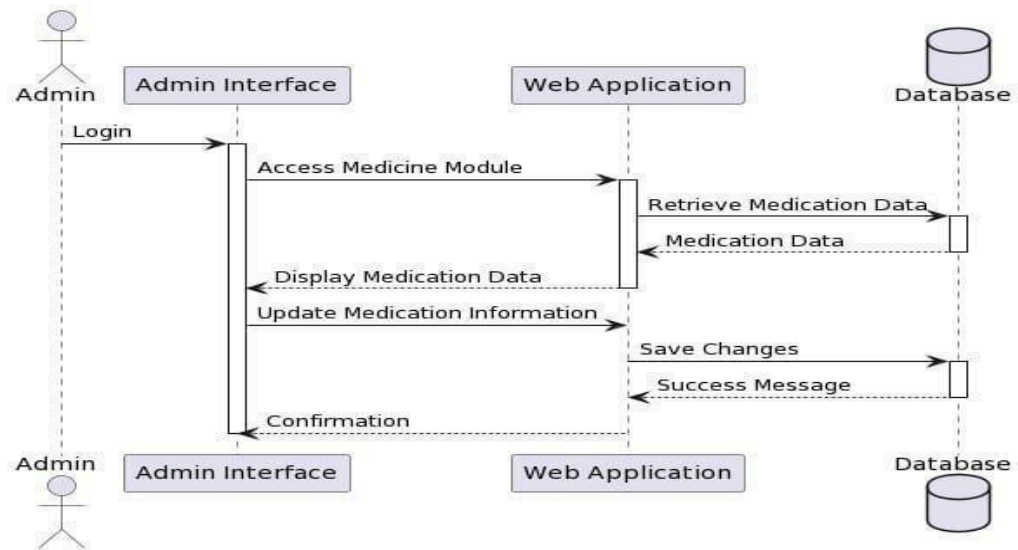 Admin
Admin Interface
Web Application
Database
Login
Access Medicine Module
Retrieve Medication Data
Medication Data
Display Medication Data
Update Medication Information
Save Changes
Success Message
Confirmation
Admin
Admin Interface
Web Application
Database